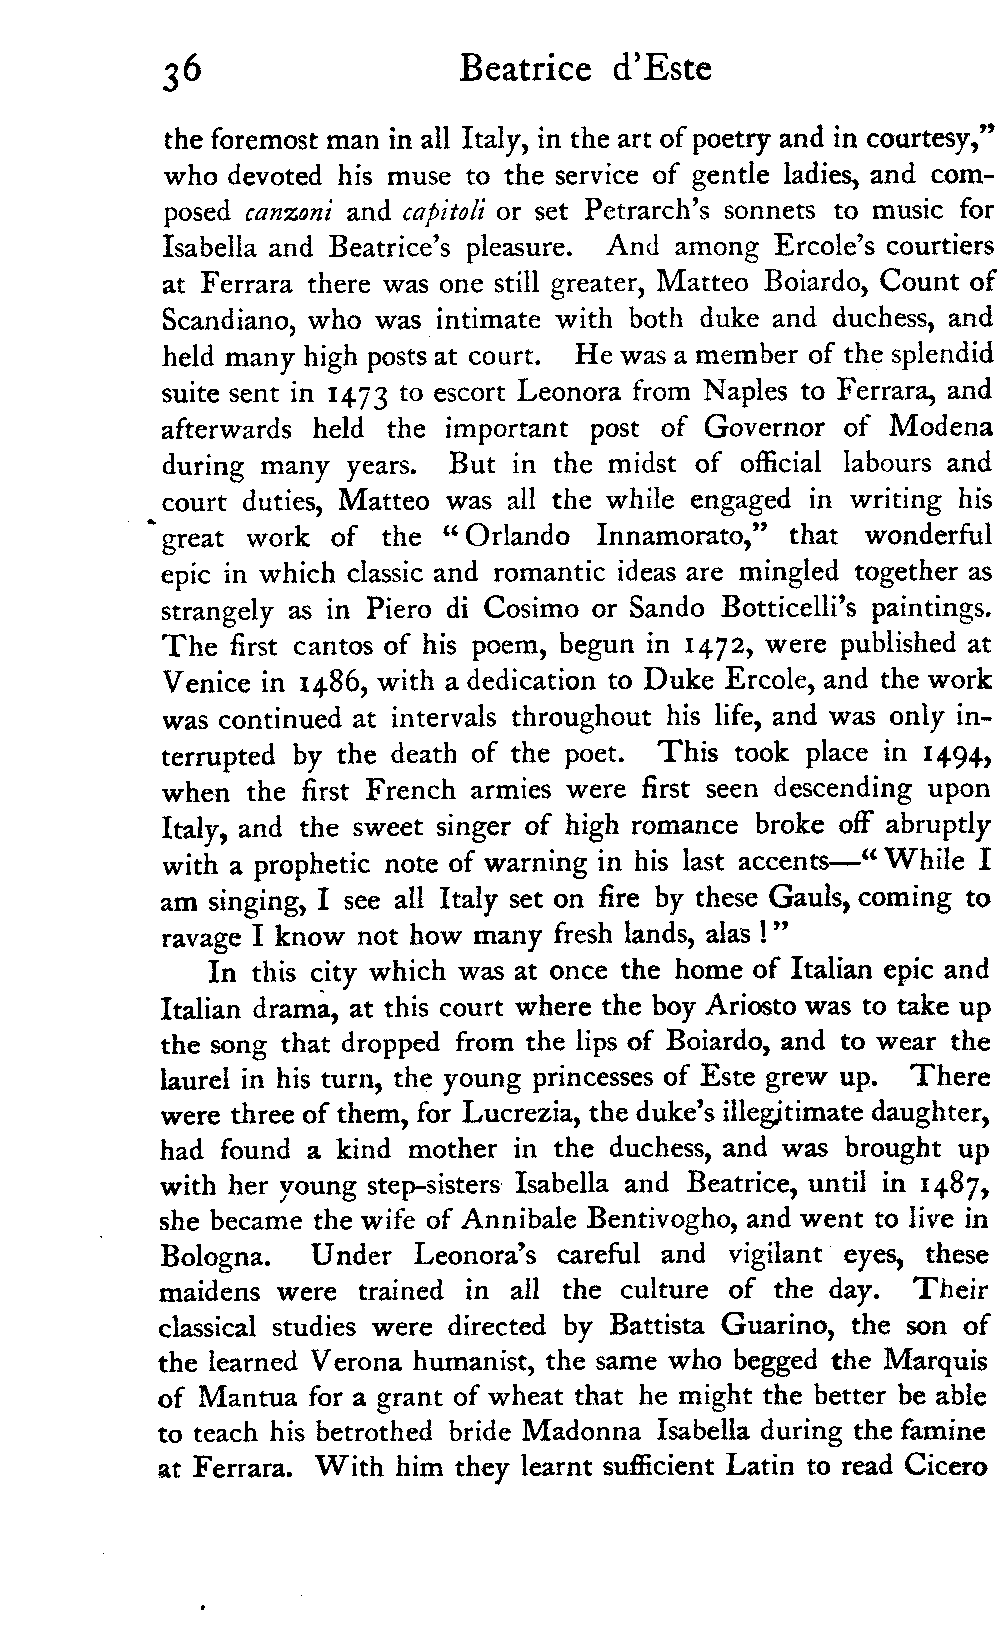 36 Beatrice d'Este
the foremost man in all Italy, in the art of poetry and in courtesy,"
who devoted his muse to the service of gentle ladies, and com-
posed canzoni and capitoli or set Petrarch's sonnets to music for
Isabella and Beatrice's pleasure. And among Ercole's courtiers
at Ferrara there was one still greater, Matteo Boiardo, Count of
Scandiano, who was intimate with both duke and duchess, and
held many high posts at court. He was a member of the splendid
suite sent in 1473 to escort Leonora from Naples to Ferrara, and
afterwards held the important post of Governor of Modena
during many years. But in the midst of official labours and
court duties, Matteo was all the while engaged in writing his
great work of the "Orlando Innamorato," that wonderful
epic in which classic and romantic ideas are mingled together as
strangely as in Piero di Cosimo or Sando Botticelli's paintings.
The first cantos of his poem, begun in 1472, were published at
Venice in 1486, with a dedication to Duke Ercole, and the work
was continued at intervals throughout his life, and was only in-
terrupted by the death of the poet. This took place in 1494,
when the first French armies were first seen descending upon
Italy, and the sweet singer of high romance broke off abruptly
with a prophetic note of warning in his last accents—"While I
am singing, I see all Italy set on fire by these Gauls, coming to
ravage I know not how many fresh lands, alas!"
In this city which was at once the home of Italian epic and
Italian drama, at this court where the boy Ariosto was to take up
the song that dropped from the lips of Boiardo, and to wear the
laurel in his turn, the young princesses of Este grew up. There
were three of them, for Lucrezia, the duke's illegitimate daughter,
had found a kind mother in the duchess, and was brought up
with her young step-sisters Isabella and Beatrice, until in 1487,
she became the wife of Annibale Bentivogho, and went to live in
Bologna. Under Leonora's careful and vigilant eyes, these
maidens were trained in all the culture of the day. Their
classical studies were directed by Battista Guarino, the son of
the learned Verona humanist, the same who begged the Marquis
of Mantua for a grant of wheat that he might the better be able
to teach his betrothed bride Madonna Isabella during the famine
at Ferrara. With him they learnt sufficient Latin to read Cicero